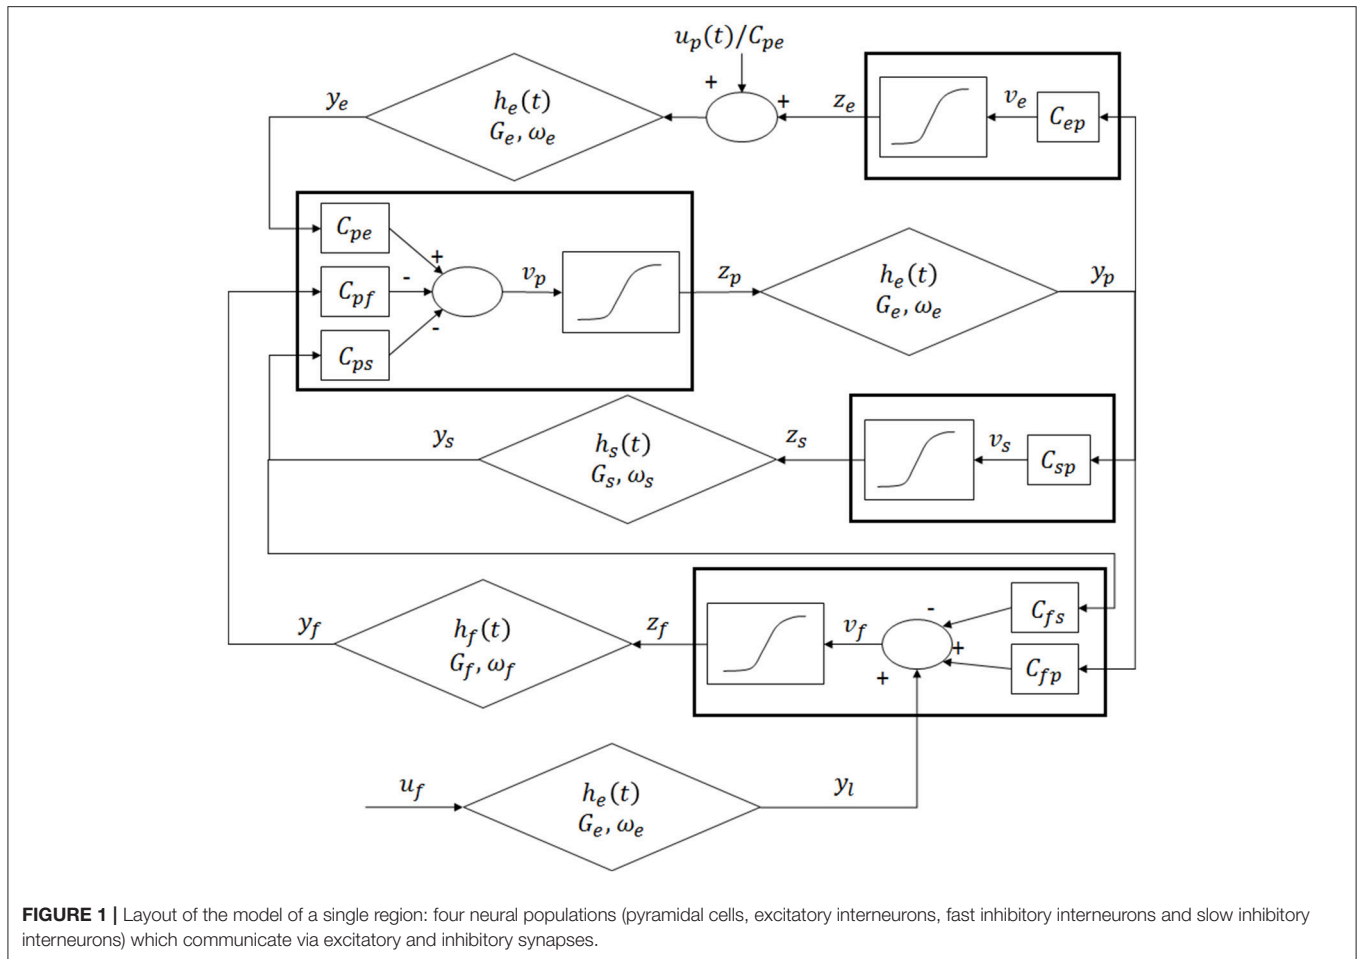 u_p(t)/C_pe
+
+
y_e
h_e(t)
G_e, ω_e
z_e
v_e
C_ep
C_pe
C_pf
C_ps
+
-
-
v_p
z_p
h_e(t)
G_e, ω_e
y_p
y_s
h_s(t)
G_s, ω_s
z_s
v_s
C_sp
y_f
h_f(t)
G_f, ω_f
z_f
v_f
-
+
+
C_fs
C_fp
u_f
h_e(t)
G_e, ω_e
y_l
FIGURE 1 | Layout of the model of a single region: four neural populations (pyramidal cells, excitatory interneurons, fast inhibitory interneurons and slow inhibitory
interneurons) which communicate via excitatory and inhibitory synapses.